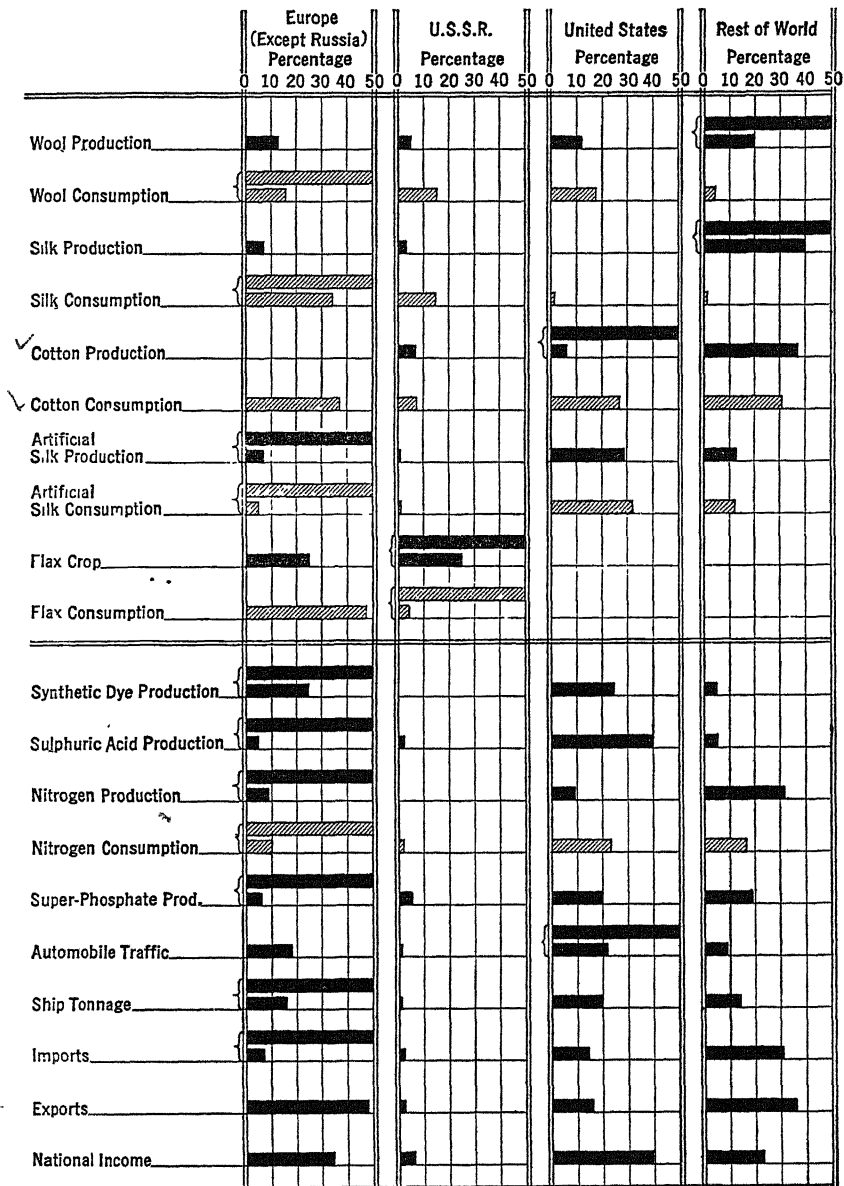 Europe
(Except Russia)
Percentage
0 10 20 30 40 50
U.S.S.R.
Percentage
0 10 20 30 40 50
United States
Percentage
0 10 20 30 40 50
Rest of World
Percentage
0 10 20 30 40 50
Wool Production
Wool Consumption
Silk Production
Silk Consumption
Cotton Production
Cotton Consumption
Artificial
Silk Production
Artificial
Silk Consumption
Flax Crop
Flax Consumption
Synthetic Dye Production
Sulphuric Acid Production
Nitrogen Production
Nitrogen Consumption
Super-Phosphate Prod.
Automobile Traffic
Ship Tonnage
Imports
Exports
National Income